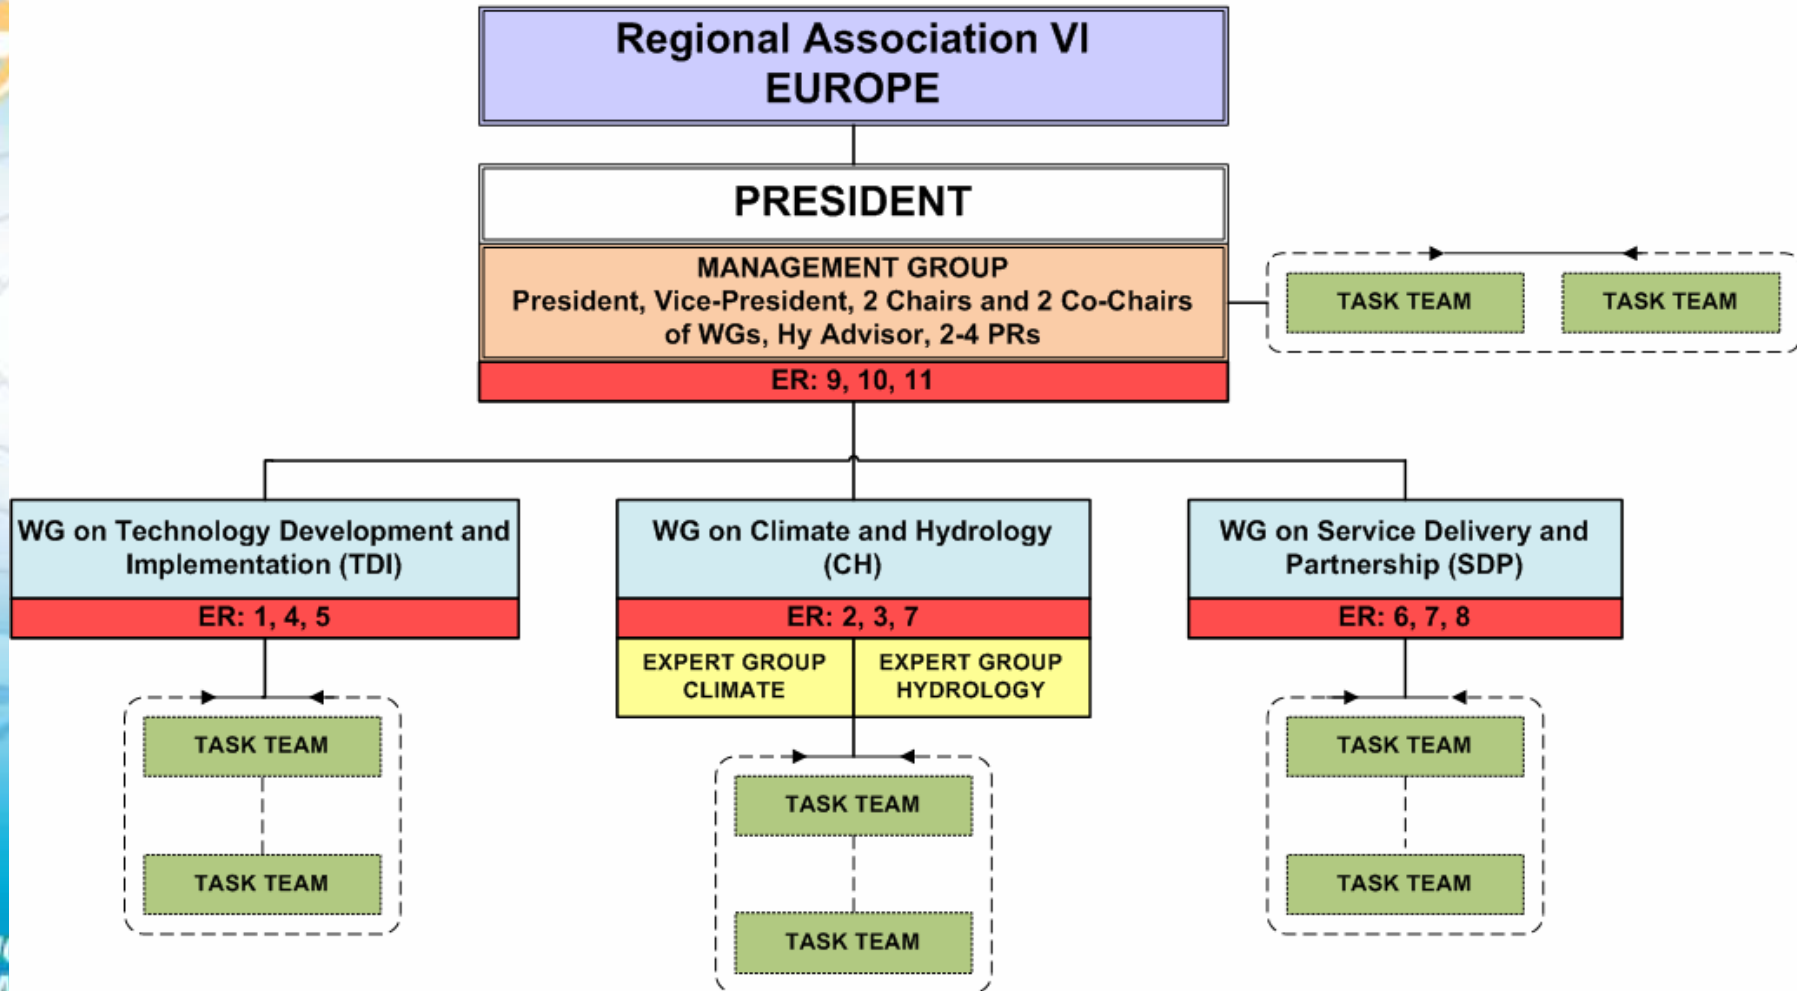 Regional Association VI
EUROPE
PRESIDENT
MANAGEMENT GROUP
President, Vice-President, 2 Chairs and 2 Co-Chairs
of WGs, Hy Advisor, 2-4 PRs
ER: 9, 10, 11
TASK TEAM
TASK TEAM
WG on Technology Development and
Implementation (TDI)
ER: 1, 4, 5
TASK TEAM
TASK TEAM
WG on Climate and Hydrology
(CH)
ER: 2, 3, 7
EXPERT GROUP
CLIMATE
EXPERT GROUP
HYDROLOGY
TASK TEAM
TASK TEAM
WG on Service Delivery and
Partnership (SDP)
ER: 6, 7, 8
TASK TEAM
TASK TEAM